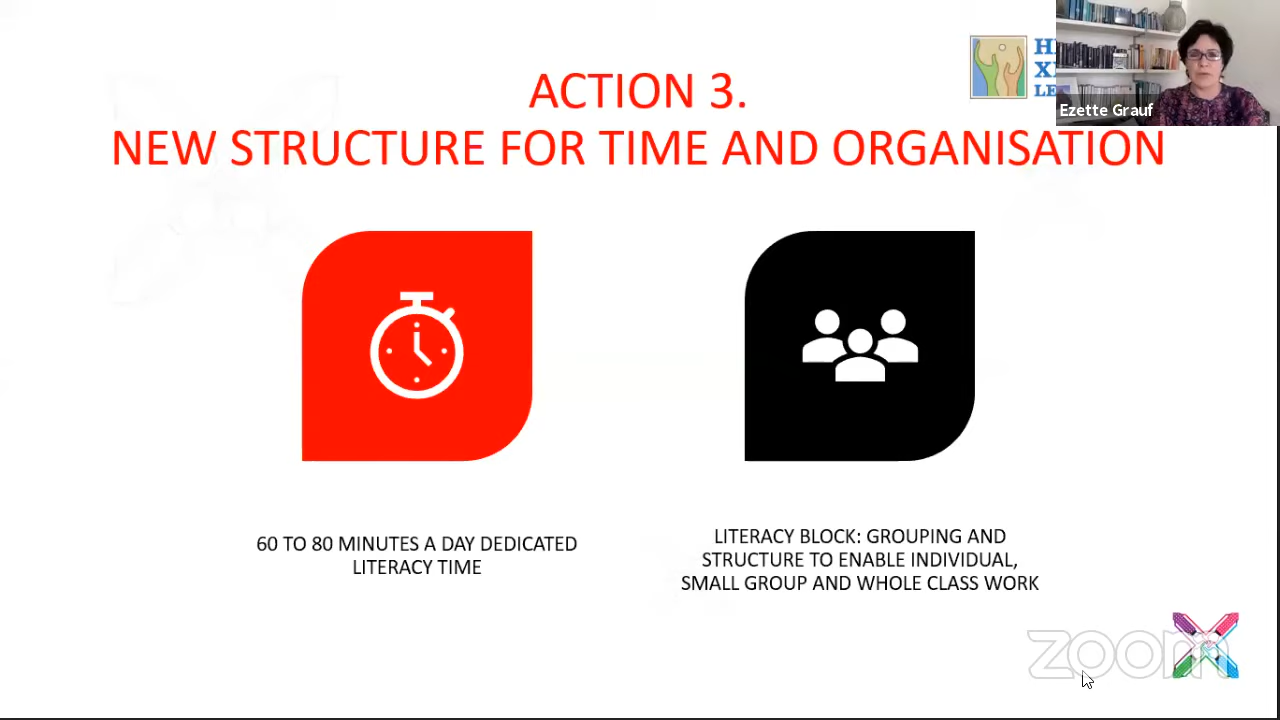 ACTION 3.
NEW STRUCTURE FOR TIME AND ORGANISATION
Ezette Grauf
60 TO 80 MINUTES A DAY DEDICATED
LITERACY TIME
LITERACY BLOCK: GROUPING AND
STRUCTURE TO ENABLE INDIVIDUAL,
SMALL GROUP AND WHOLE CLASS WORK
zoom